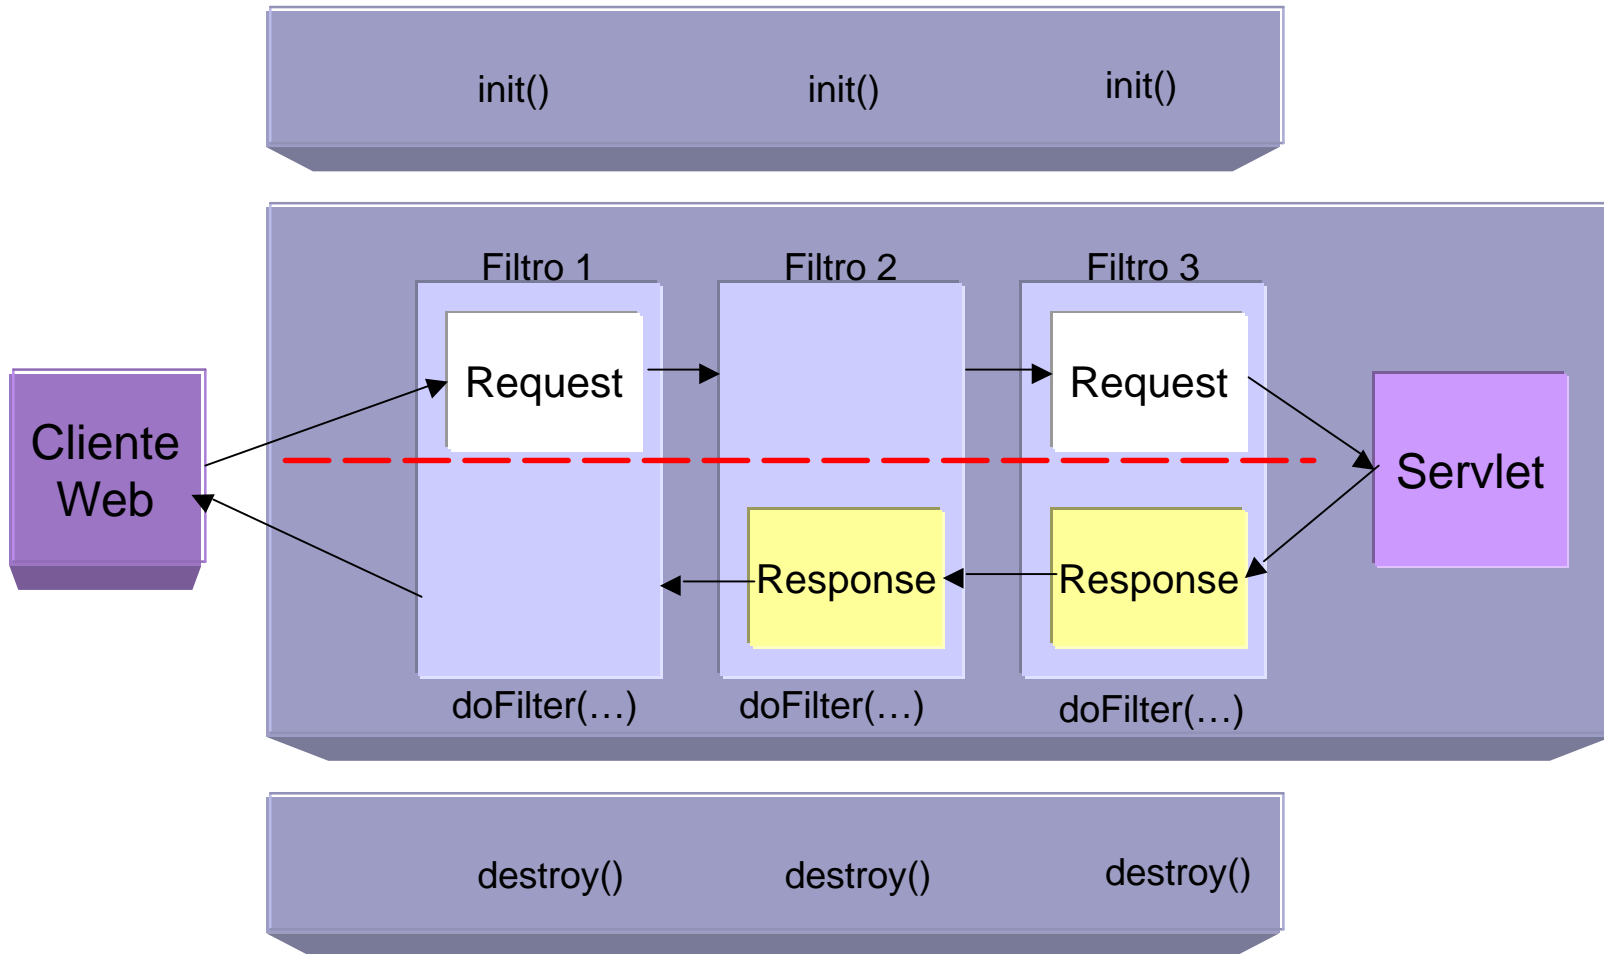 init()
init()
init()
Filtro 1
Filtro 2
Filtro 3
Request
Request
Cliente
Web
Servlet
Response
Response
doFilter(…)
doFilter(…)
doFilter(…)
destroy()
destroy()
destroy()